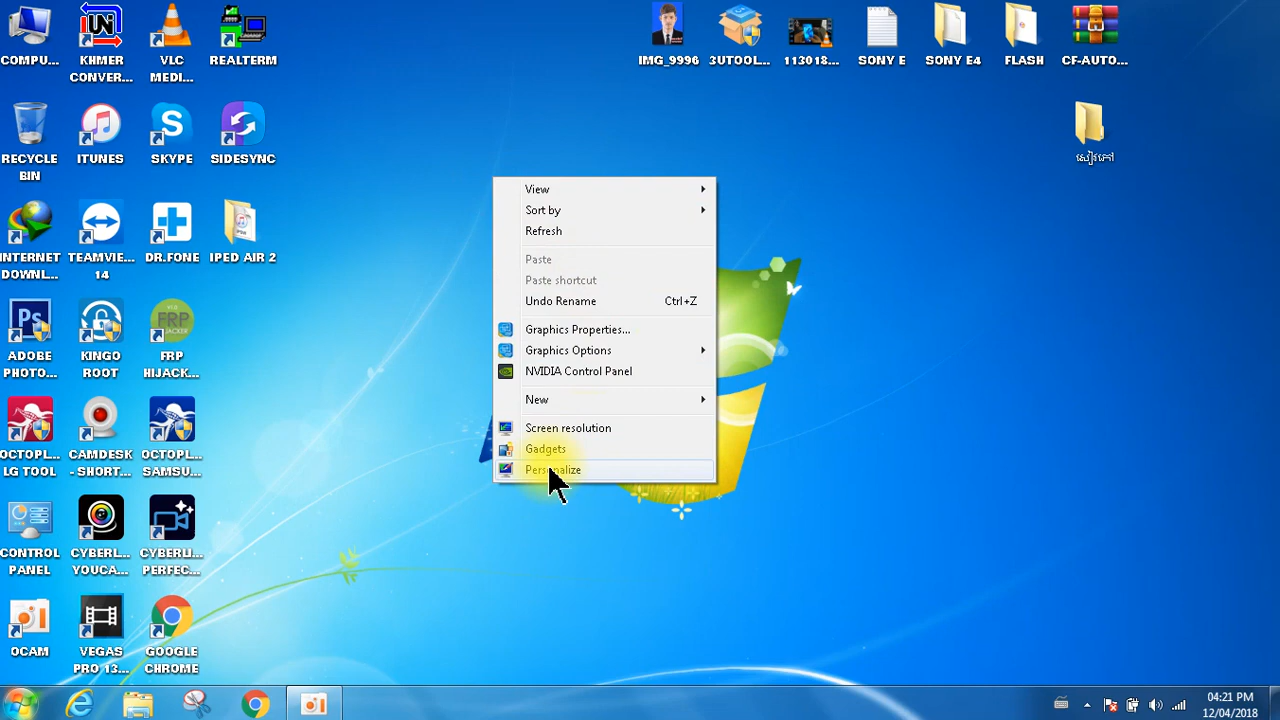 COMPU...
KHMER
CONVER...
VLC
MEDI...
REALTERM
IMG_9996
3UTOOL...
113018...
SONY E
SONY E4
FLASH
CF-AUTO...
RECYCLE
BIN
ITUNES
SKYPE
SIDESYNC
សៀវភៅ
INTERNET
DOWNL...
TEAMVIE...
14
DR.FONE
IPED AIR 2
ADOBE
PHOTO...
KINGO
ROOT
FRP
HIJACK...
OCTOPL...
LG TOOL
CAMDESK
- SHORT...
OCTOPL...
SAMSU...
CONTROL
PANEL
CYBERL...
YOUCA...
CYBERLI...
PERFEC...
OCAM
VEGAS
PRO 13...
GOOGLE
CHROME
View
Sort by
Refresh
Paste
Paste shortcut
Undo Rename Ctrl+Z
Graphics Properties...
Graphics Options
NVIDIA Control Panel
New
Screen resolution
Gadgets
Personalize
04:21 PM
12/04/2018